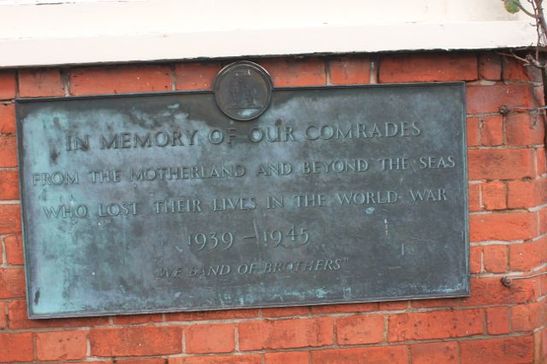 IN MEMORY OF OUR COMRADES
FROM THE MOTHERLAND AND BEYOND THE SEAS
WHO LOST THEIR LIVES IN THE WORLD WAR
1939 - 1945
"WE BAND OF BROTHERS"